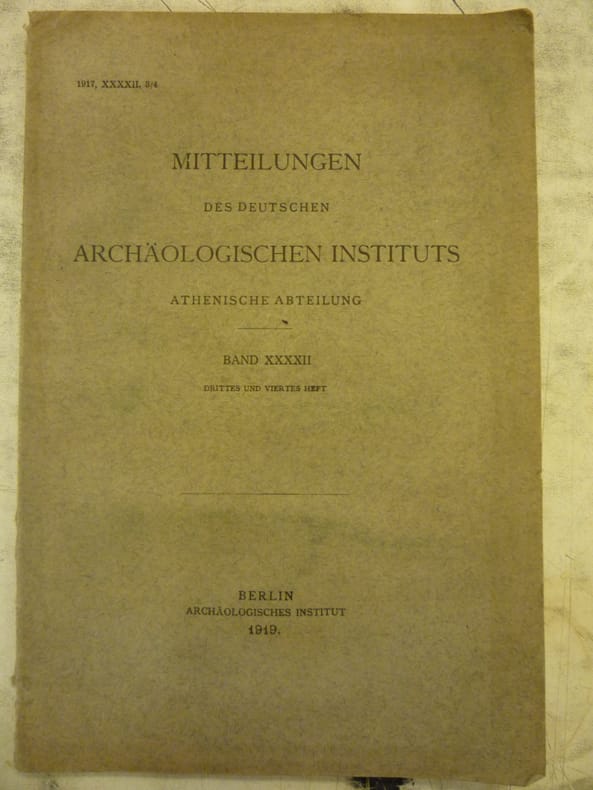 1917, XXXXII, 3/4
MITTEILUNGEN
DES DEUTSCHEN
ARCHÄOLOGISCHEN INSTITUTS
ATHENISCHE ABTEILUNG
BAND XXXXII
DRITTES UND VIERTES HEFT
BERLIN
ARCHÄOLOGISCHES INSTITUT
1919.